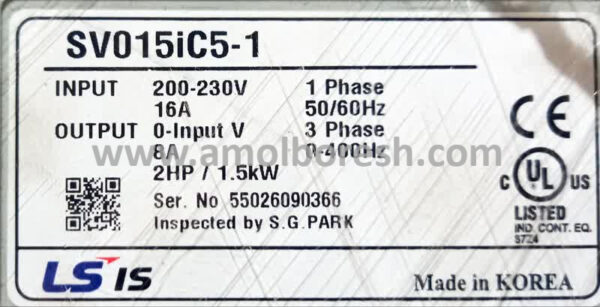 SV015iC5-1
INPUT 200-230V 1 Phase
16A 50/60Hz
OUTPUT 0-Input V 3 Phase
8A 0-400Hz
www.amolboresh.com
2HP / 1.5kW
Ser. No 55026090366
Inspected by S.G.PARK
CE
C UL US
LISTED
IND. CONT. EQ.
LS IS
Made in KOREA